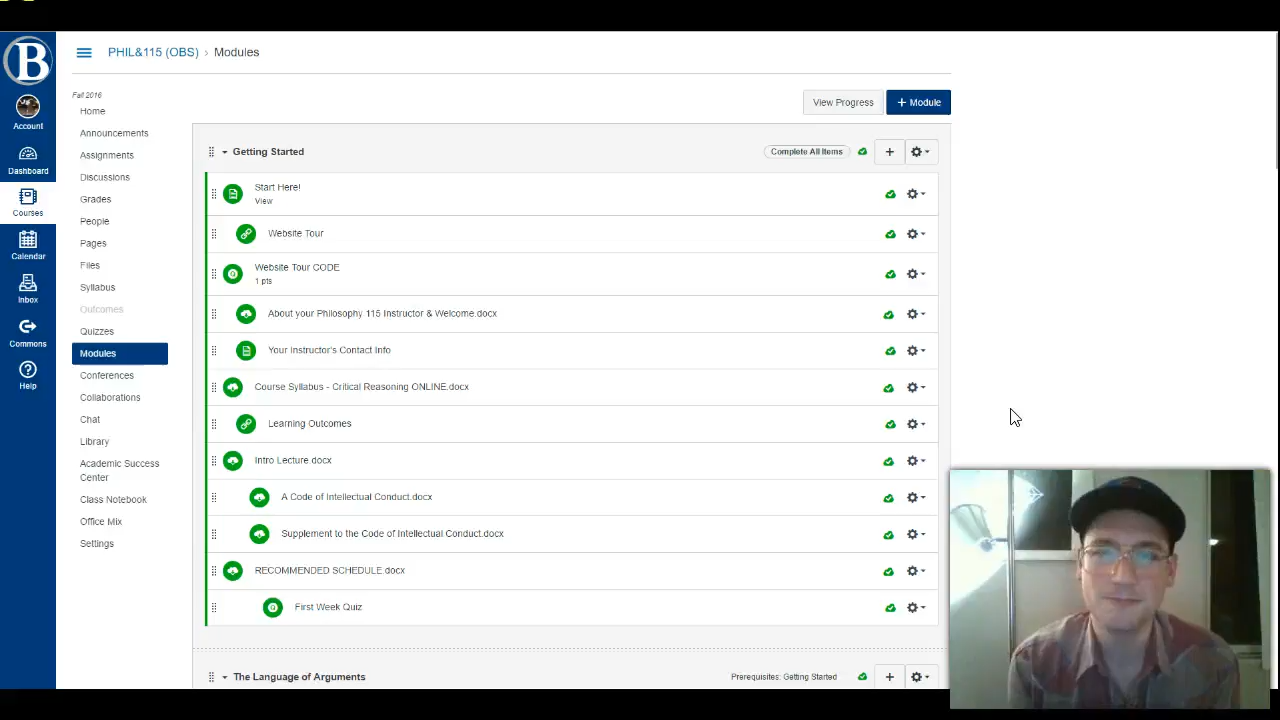 B
PHIL&115 (OBS) › Modules
Fall 2016
View Progress
+ Module
Account
Dashboard
Courses
Calendar
Inbox
Commons
Help
Home
Announcements
Assignments
Discussions
Grades
People
Pages
Files
Syllabus
Outcomes
Quizzes
Modules
Conferences
Collaborations
Chat
Library
Academic Success
Center
Class Notebook
Office Mix
Settings
Getting Started
Complete All Items
Start Here!
View
Website Tour
Website Tour CODE
1 pts
About your Philosophy 115 Instructor & Welcome.docx
Your Instructor's Contact Info
Course Syllabus - Critical Reasoning ONLINE.docx
Learning Outcomes
Intro Lecture.docx
A Code of Intellectual Conduct.docx
Supplement to the Code of Intellectual Conduct.docx
RECOMMENDED SCHEDULE.docx
First Week Quiz
The Language of Arguments
Prerequisites: Getting Started